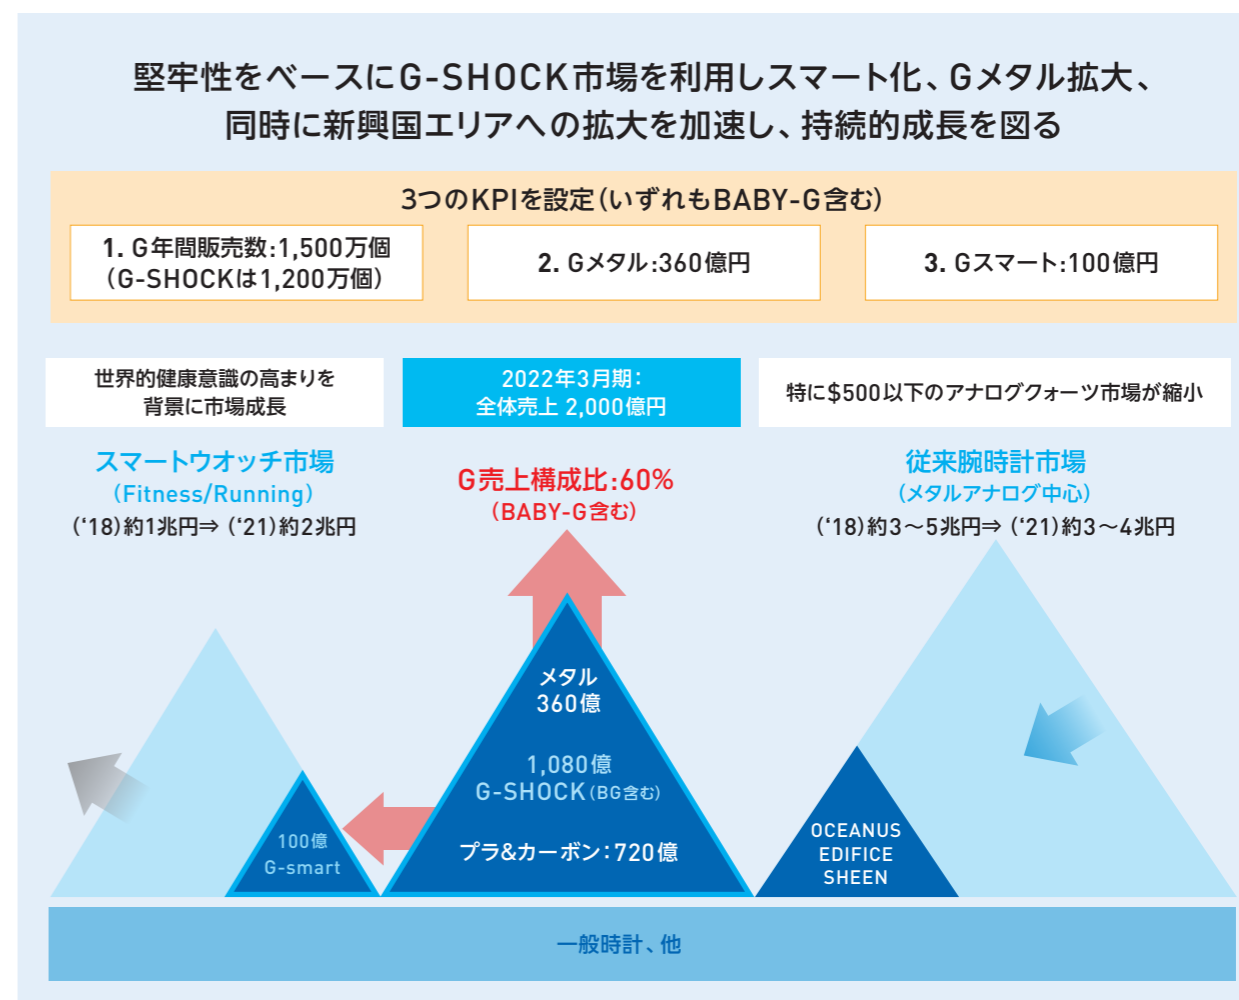 堅牢性をベースにG-SHOCK市場を利用しスマート化、Gメタル拡大、
同時に新興国エリアへの拡大を加速し、持続的成長を図る
3つのKPIを設定(いずれもBABY-G含む)
1. G年間販売数:1,500万個
(G-SHOCKは1,200万個)
2. Gメタル:360億円
3. Gスマート:100億円
世界的健康意識の高まりを
背景に市場成長
2022年3月期:
全体売上 2,000億円
特に$500以下のアナログクォーツ市場が縮小
スマートウオッチ市場
(Fitness/Running)
(‘18)約1兆円⇒(‘21)約2兆円
G売上構成比:60%
(BABY-G含む)
従来腕時計市場
(メタルアナログ中心)
(‘18)約3〜5兆円⇒(‘21)約3〜4兆円
メタル
360億
1,080億
G-SHOCK(BG含む)
プラ&カーボン:720億
100億
G-smart
OCEANUS
EDIFICE
SHEEN
一般時計、他